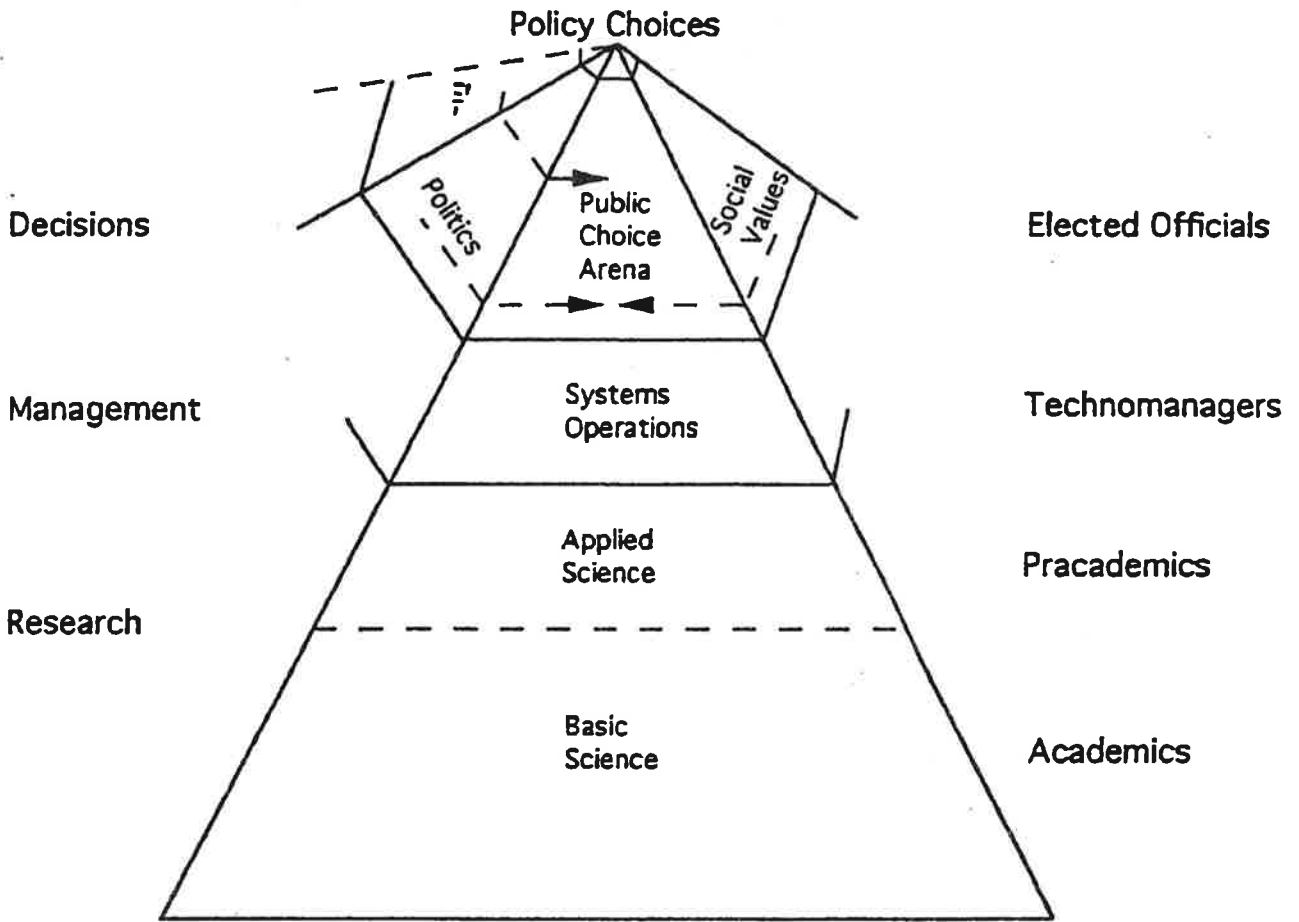 Policy Choices
Decisions
Politics
Public
Choice
Arena
Social
Values
Elected Officials
Management
Systems
Operations
Technomanagers
Applied
Science
Pracademics
Research
Basic
Science
Academics